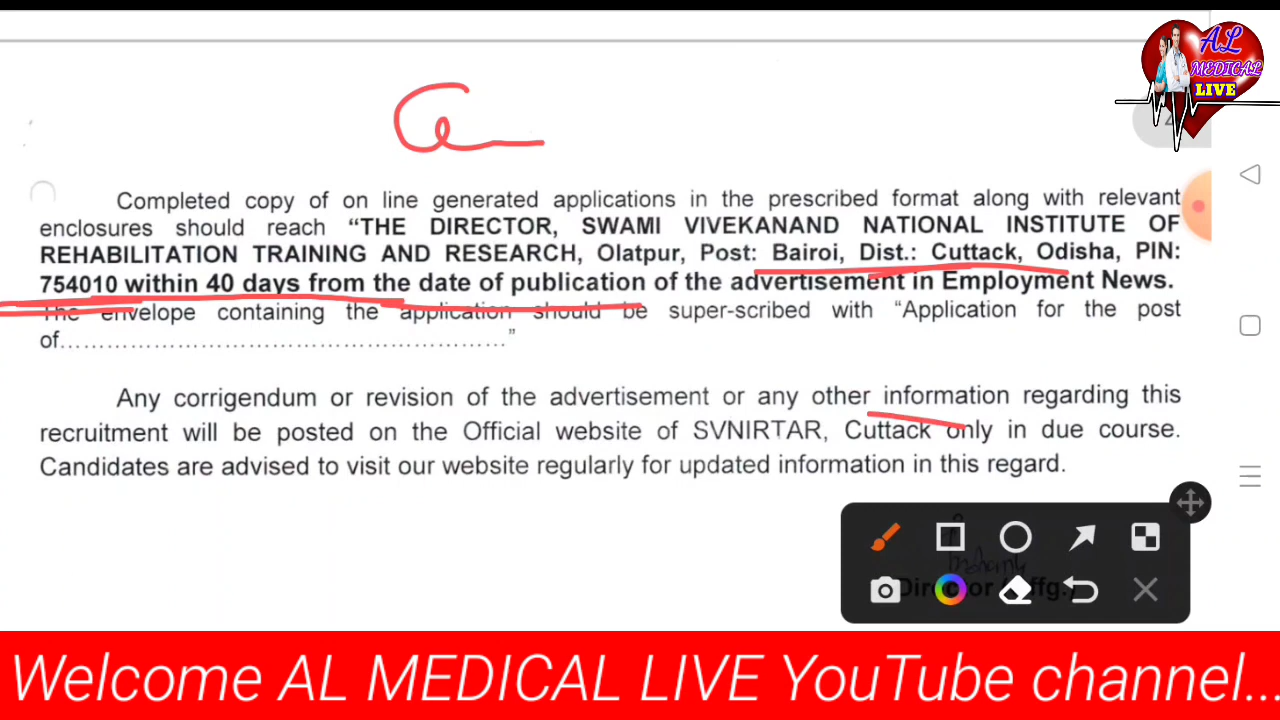 AL
MEDICAL
LIVE
Completed copy of on line generated applications in the prescribed format along with relevant
enclosures should reach “THE DIRECTOR, SWAMI VIVEKANAND NATIONAL INSTITUTE OF
REHABILITATION TRAINING AND RESEARCH, Olatpur, Post: Bairoi, Dist.: Cuttack, Odisha, PIN:
754010 within 40 days from the date of publication of the advertisement in Employment News.
The envelope containing the application should be super-scribed with “Application for the post
of……………………………………………”
Any corrigendum or revision of the advertisement or any other information regarding this
recruitment will be posted on the Official website of SVNIRTAR, Cuttack only in due course.
Candidates are advised to visit our website regularly for updated information in this regard.
Welcome AL MEDICAL LIVE YouTube channel...